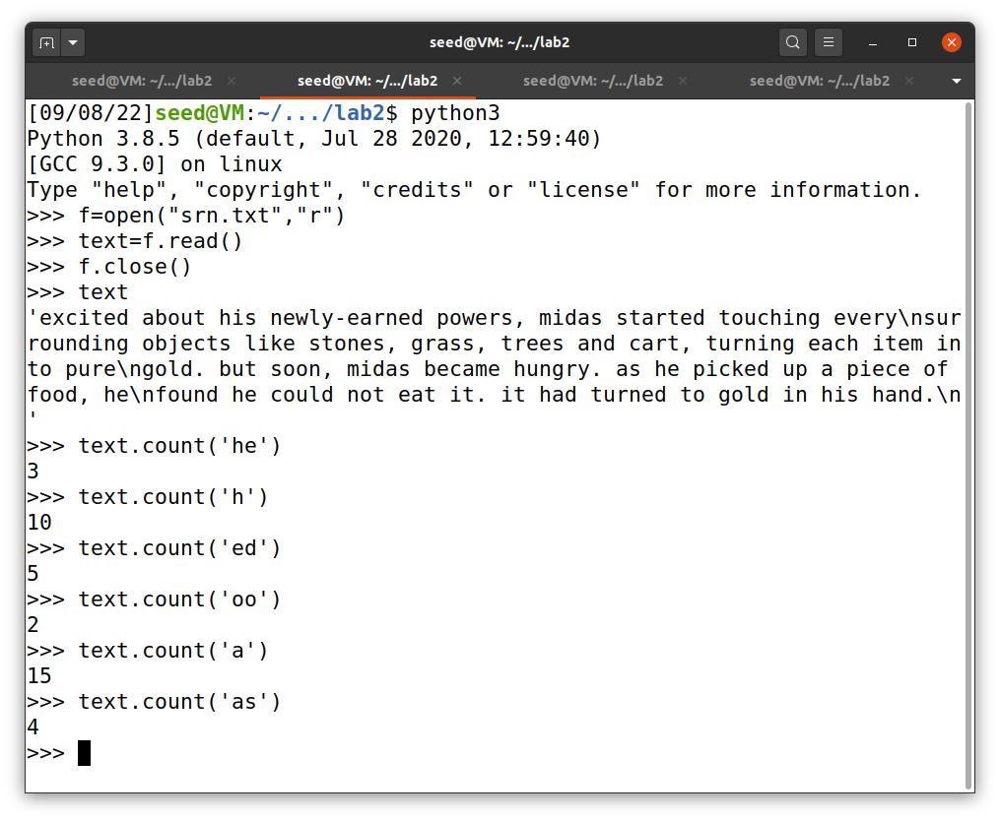 seed@VM: ~/.../lab2
seed@VM: ~/.../lab2 × seed@VM: ~/.../lab2 × seed@VM: ~/.../lab2 × seed@VM: ~/.../lab2 ×
[09/08/22]seed@VM:~/.../lab2$ python3
Python 3.8.5 (default, Jul 28 2020, 12:59:40)
[GCC 9.3.0] on linux
Type "help", "copyright", "credits" or "license" for more information.
>>> f=open("srn.txt","r")
>>> text=f.read()
>>> f.close()
>>> text
'excited about his newly-earned powers, midas started touching every\nsur
rounding objects like stones, grass, trees and cart, turning each item in
to pure\ngold. but soon, midas became hungry. as he picked up a piece of
food, he\nfound he could not eat it. it had turned to gold in his hand.\n
'
>>> text.count('he')
3
>>> text.count('h')
10
>>> text.count('ed')
5
>>> text.count('oo')
2
>>> text.count('a')
15
>>> text.count('as')
4
>>>